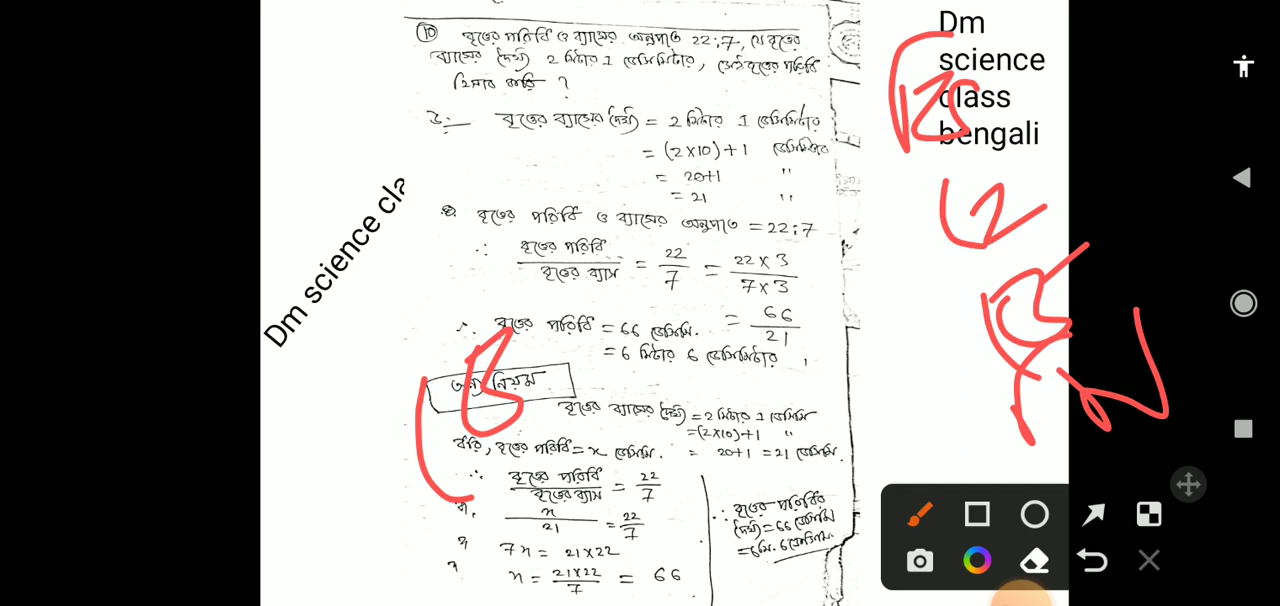 10 বৃত্তের পরিধি ও ব্যাসের অনুপাত 22:7, যে বৃত্তের
ব্যাসের দৈর্ঘ্য 2 মিটার 1 ডেসিমিটার, সেই বৃত্তের পরিধি
হিসাব করি ?
উঃ— বৃত্তের ব্যাসের দৈর্ঘ্য = 2 মিটার 1 ডেসিমিটার
= (2×10)+1 ডেসিমিটার
= 20+1 "
= 21 "
বৃত্তের পরিধি ও ব্যাসের অনুপাত = 22:7
∴ বৃত্তের পরিধি / বৃত্তের ব্যাস = 22/7 = 22×3 / 7×3
= 66/21
∴ বৃত্তের পরিধি = 66 ডেসিমি.
= 6 মিটার 6 ডেসিমিটার
অন্য নিয়ম
বৃত্তের ব্যাসের দৈর্ঘ্য = 2 মিটার 1 ডেসিমি
= (2×10)+1 "
ধরি, বৃত্তের পরিধি = x ডেসিমি. = 20+1 = 21 ডেসিমি.
∴ বৃত্তের পরিধি / বৃত্তের ব্যাস = 22/7
বা, x/21 = 22/7
বা 7x = 21×22
বা x = 21×22 / 7 = 66
∴ বৃত্তের পরিধির
দৈর্ঘ্য = 66 ডেসিমি
= 6মি. 6 ডেসিমি.
Dm science cla
Dm
science
class
bengali